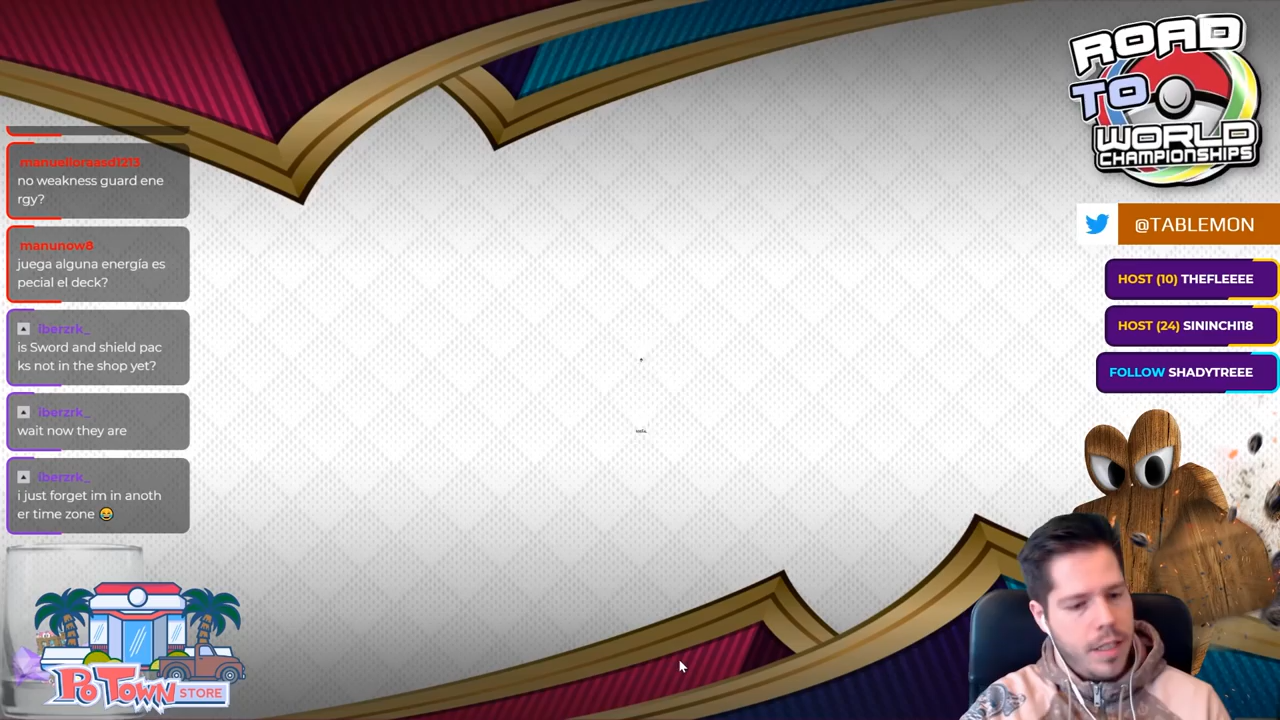 manuelloraasd1213
no weakness guard ene
rgy?
manunow8
juega alguna energía es
pecial el deck?
iberzrk_
is Sword and shield pac
ks not in the shop yet?
iberzrk_
wait now they are
iberzrk_
i just forget im in anoth
er time zone 😂
PoTown STORE
ROAD
TO
WORLD
CHAMPIONSHIPS
@TABLEMON
HOST (10) THEFLEEEE
HOST (24) SININCHI18
FOLLOW SHADYTREEE